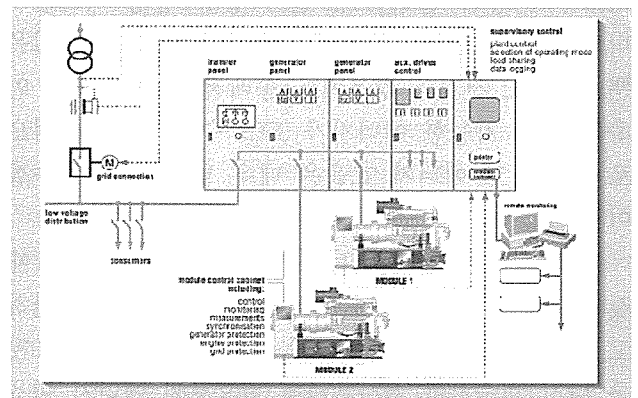 supervisory control
plant control
selection of operating mode
load sharing
data logging
transfer panel
generator panel
generator panel
aux. drives control
M
grid connection
printer
low voltage distribution
consumers
remote monitoring
MODULE 1
module control cabinet
including:
control
monitoring
measurements
synchronisation
generator protection
engine protection
grid protection
MODULE 2